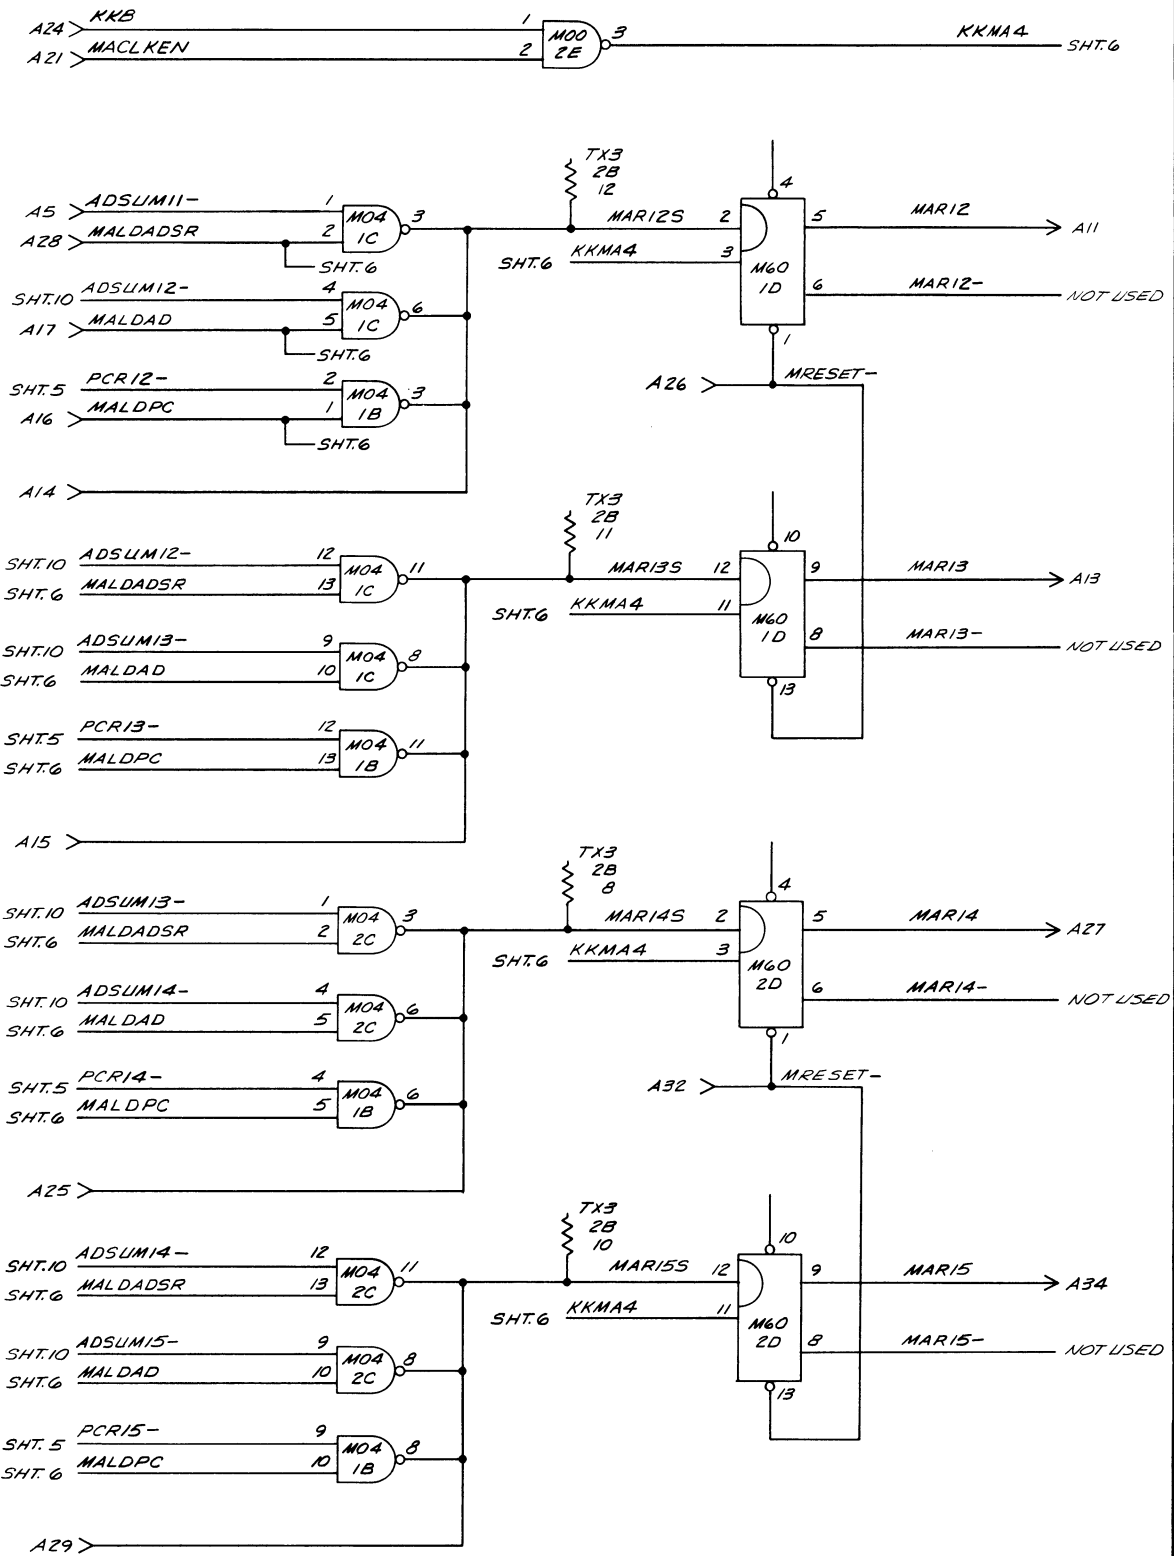 A24 KKB 1
A21 MACLKEN 2
M00
2E
3 KKMA4 SHT.6
TX3
2B
12
A5 ADSUM11- 1
A28 MALDADSR 2
M04
1C
3
SHT.6
MAR12S 2
SHT.6 KKMA4 3
4
M60
1D
5 MAR12 A11
6 MAR12- NOT USED
1
SHT.10 ADSUM12- 4
A17 MALDAD 5
M04
1C
6
SHT.6
SHT.5 PCR12- 2
A16 MALDPC 1
M04
1B
3
SHT.6
A26 MRESET-
A14
TX3
2B
11
SHT.10 ADSUM12- 12
SHT.6 MALDADSR 13
M04
1C
11
MAR13S 12
SHT.6 KKMA4 11
10
M60
1D
9 MAR13 A13
8 MAR13- NOT USED
13
SHT.10 ADSUM13- 9
SHT.6 MALDAD 10
M04
1C
8
SHT.5 PCR13- 12
SHT.6 MALDPC 13
M04
1B
11
A15
TX3
2B
8
SHT.10 ADSUM13- 1
SHT.6 MALDADSR 2
M04
2C
3
MAR14S 2
SHT.6 KKMA4 3
4
M60
2D
5 MAR14 A27
6 MAR14- NOT USED
1
SHT.10 ADSUM14- 4
SHT.6 MALDAD 5
M04
2C
6
SHT.5 PCR14- 4
SHT.6 MALDPC 5
M04
1B
6
A32 MRESET-
A25
TX3
2B
10
SHT.10 ADSUM14- 12
SHT.6 MALDADSR 13
M04
2C
11
MAR15S 12
SHT.6 KKMA4 11
10
M60
2D
9 MAR15 A34
8 MAR15- NOT USED
13
SHT.10 ADSUM15- 9
SHT.6 MALDAD 10
M04
2C
8
SHT.5 PCR15- 9
SHT.6 MALDPC 10
M04
1B
8
A29